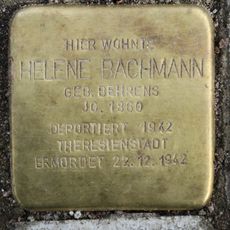 HIER WOHNTE
HELENE BACHMANN
GEB. BEHRENS
JG. 1860
DEPORTIERT 1942
THERESIENSTADT
ERMORDET 22.12.1942